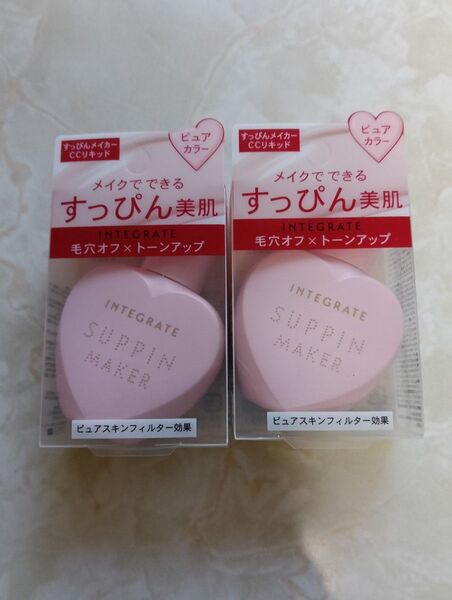 すっぴんメイカー
CCリキッド
ピュア
カラー
メイクでできる
すっぴん美肌
INTEGRATE
毛穴オフ×トーンアップ
INTEGRATE
SUPPIN
MAKER
ピュアスキンフィルター効果
すっぴんメイカー
CCリキッド
ピュア
カラー
メイクでできる
すっぴん美肌
INTEGRATE
毛穴オフ×トーンアップ
INTEGRATE
SUPPIN
MAKER
ピュアスキンフィルター効果